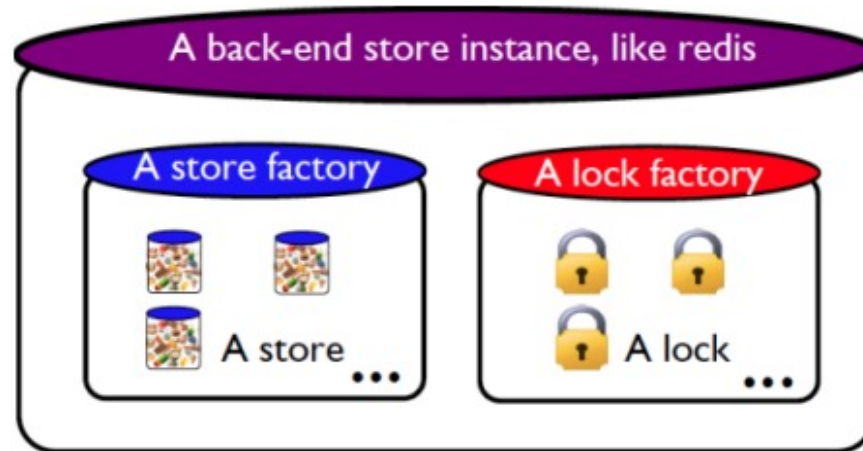 A back-end store instance, like redis
A store factory
A lock factory
A store
...
A lock
...